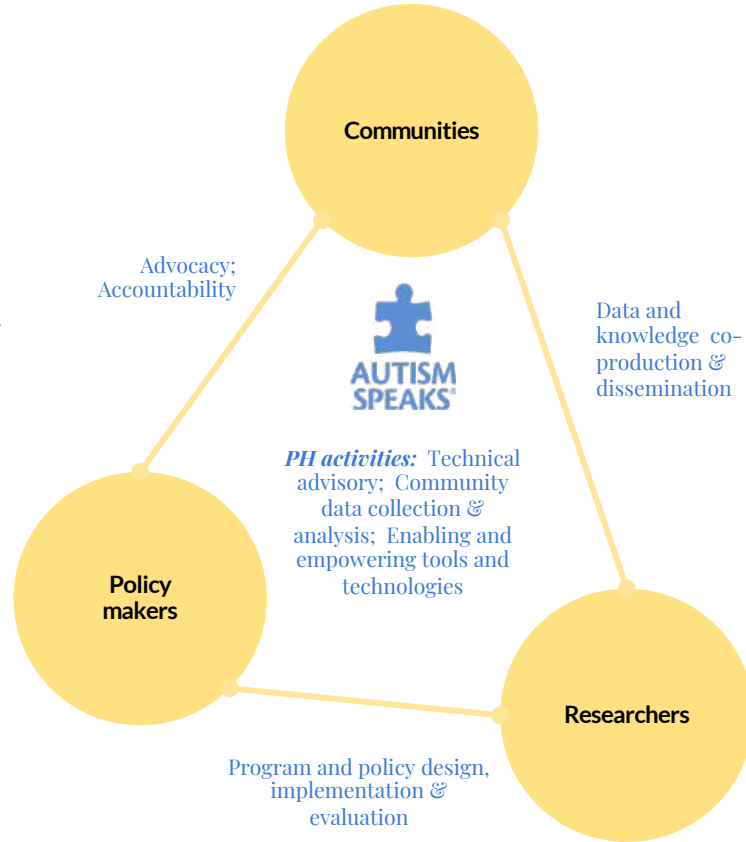 Communities
Advocacy;
Accountability
Data and
knowledge co-
production &
dissemination
AUTISM
SPEAKS®
PH activities: Technical
advisory; Community
data collection &
analysis; Enabling and
empowering tools and
technologies
Policy
makers
Researchers
Program and policy design,
implementation &
evaluation